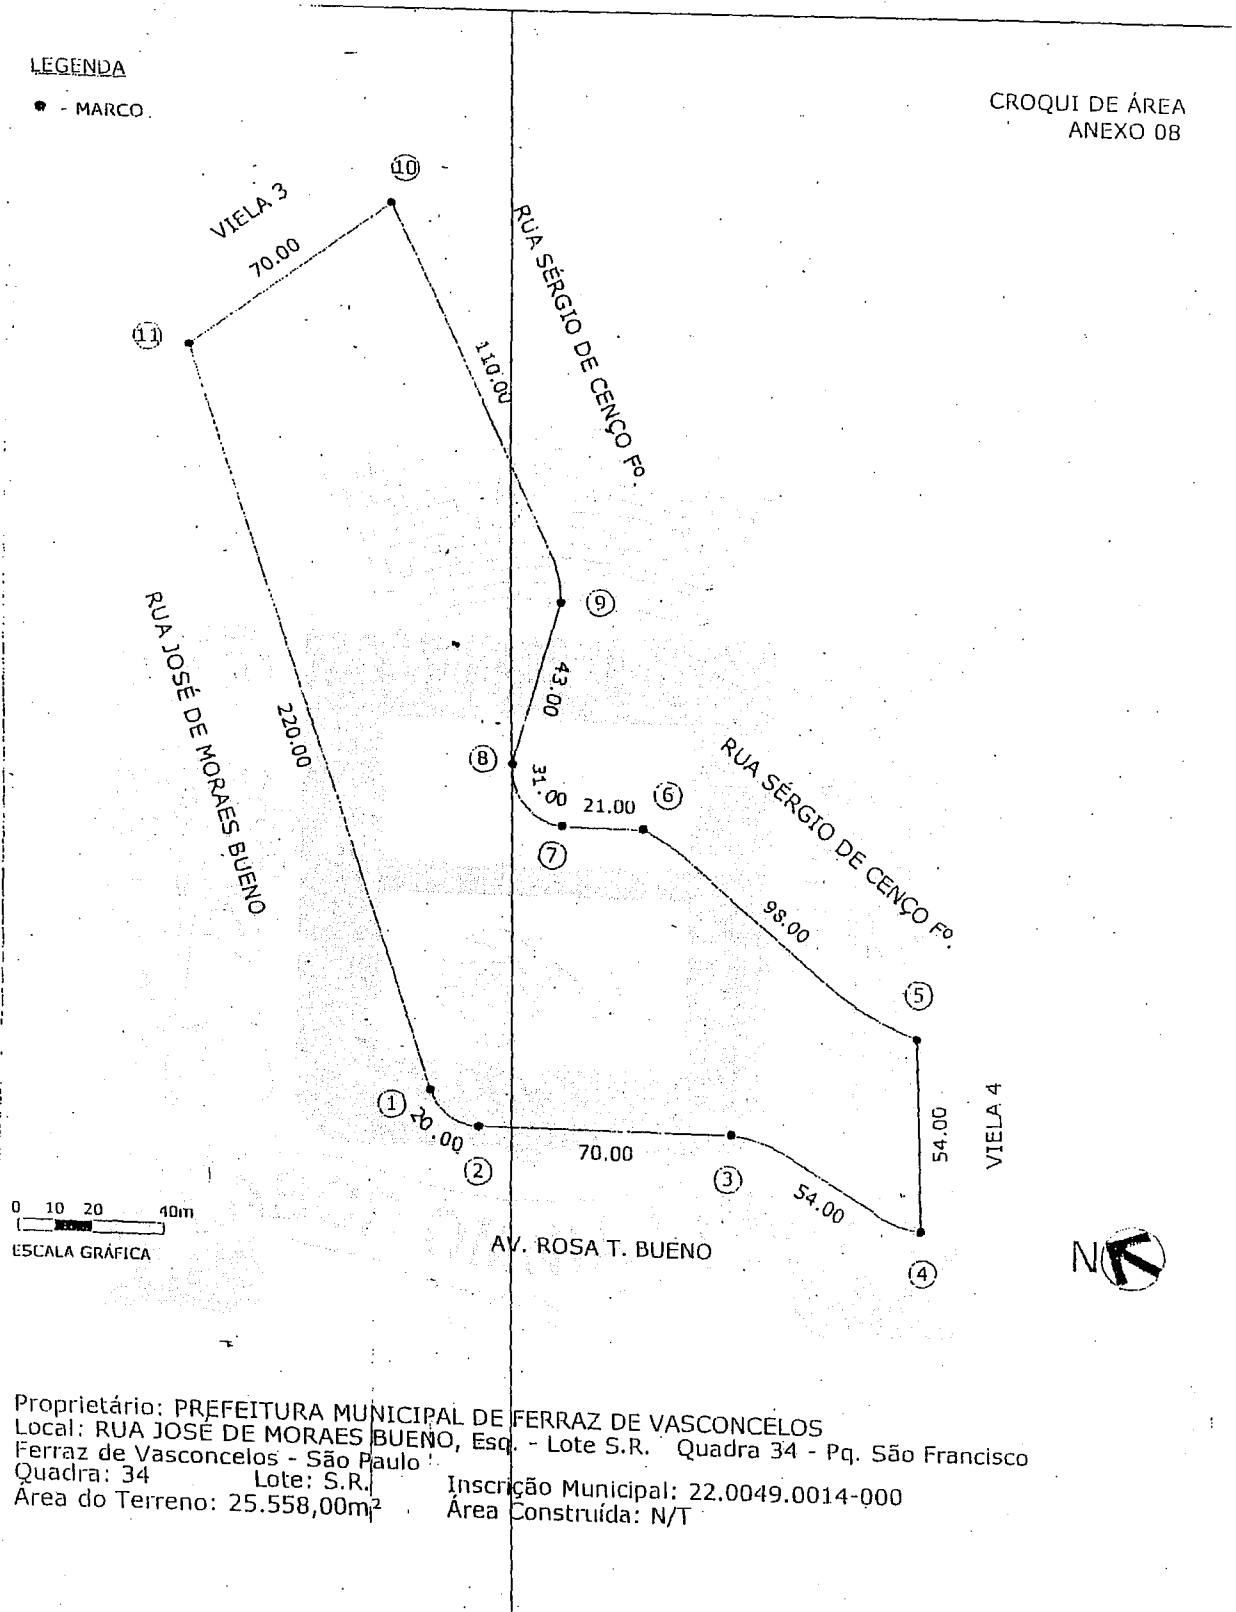 LEGENDA
● - MARCO
CROQUI DE ÁREA
ANEXO 08
10
VIELA 3
70.00
11
RUA SÉRGIO DE CENÇO Fº.
110.00
9
RUA JOSÉ DE MORAES BUENO
220.00
43.00
8
31.00
21.00
6
7
RUA SÉRGIO DE CENÇO Fº.
98.00
5
1
20.00
2
70.00
3
54.00
54.00
VIELA 4
4
0 10 20 40m
ESCALA GRÁFICA
AV. ROSA T. BUENO
N
Proprietário: PREFEITURA MUNICIPAL DE FERRAZ DE VASCONCELOS
Local: RUA JOSÉ DE MORAES BUENO, Esq. - Lote S.R. Quadra 34 - Pq. São Francisco
Ferraz de Vasconcelos - São Paulo
Quadra: 34 Lote: S.R. Inscrição Municipal: 22.0049.0014-000
Área do Terreno: 25.558,00m² Área Construída: N/T